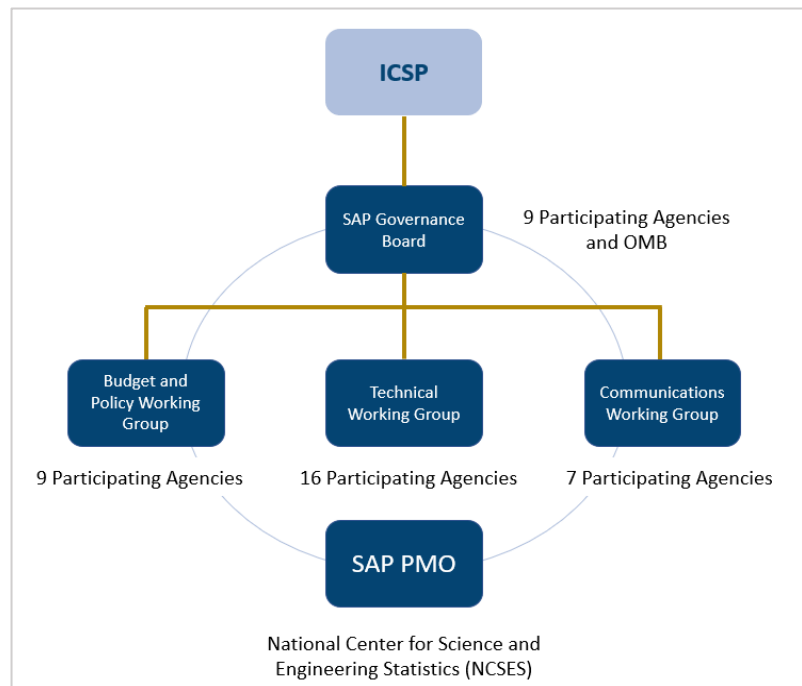 ICSP
SAP Governance
Board
9 Participating Agencies
and OMB
Budget and
Policy Working
Group
Technical
Working Group
Communications
Working Group
9 Participating Agencies
16 Participating Agencies
7 Participating Agencies
SAP PMO
National Center for Science and
Engineering Statistics (NCSES)